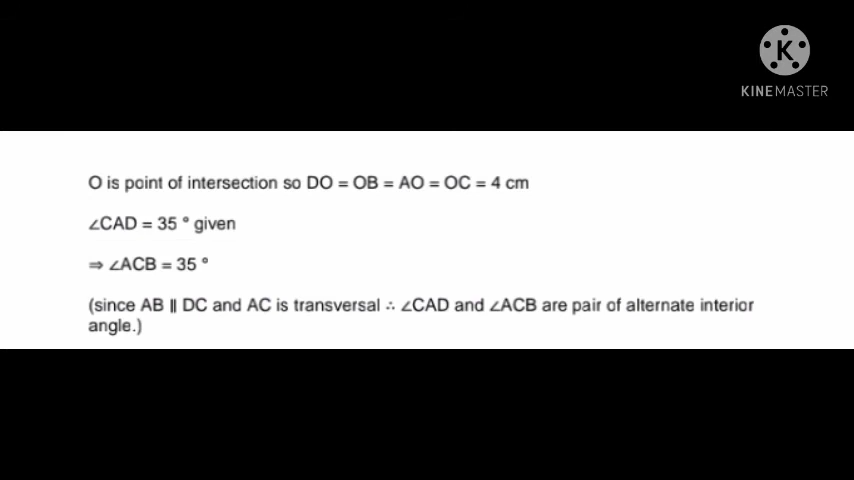 K
KINEMASTER
O is point of intersection so DO = OB = AO = OC = 4 cm
∠CAD = 35 ° given
⇒ ∠ACB = 35 °
(since AB ∥ DC and AC is transversal ∴ ∠CAD and ∠ACB are pair of alternate interior
angle.)